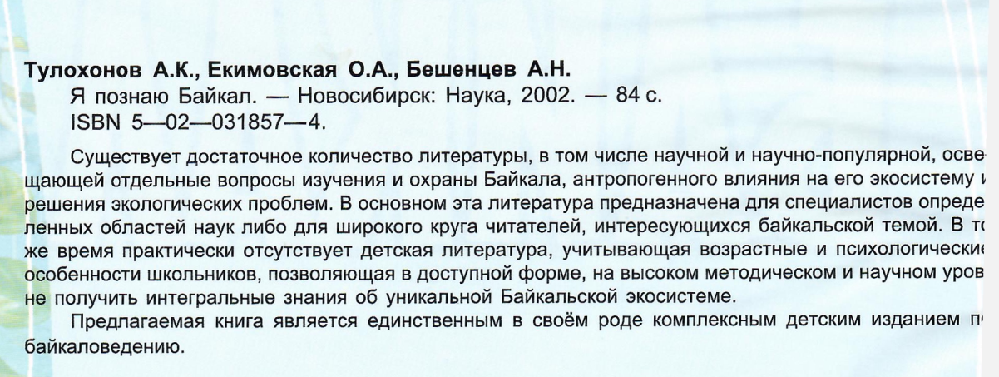 Тулохонов А.К., Екимовская О.А., Бешенцев А.Н.
Я познаю Байкал. — Новосибирск: Наука, 2002. — 84 с.
ISBN 5—02—031857—4.
Существует достаточное количество литературы, в том числе научной и научно-популярной, осве-
щающей отдельные вопросы изучения и охраны Байкала, антропогенного влияния на его экосистему и
решения экологических проблем. В основном эта литература предназначена для специалистов опреде-
ленных областей наук либо для широкого круга читателей, интересующихся байкальской темой. В то
же время практически отсутствует детская литература, учитывающая возрастные и психологические
особенности школьников, позволяющая в доступной форме, на высоком методическом и научном уров-
не получить интегральные знания об уникальной Байкальской экосистеме.
Предлагаемая книга является единственным в своём роде комплексным детским изданием по
байкаловедению.